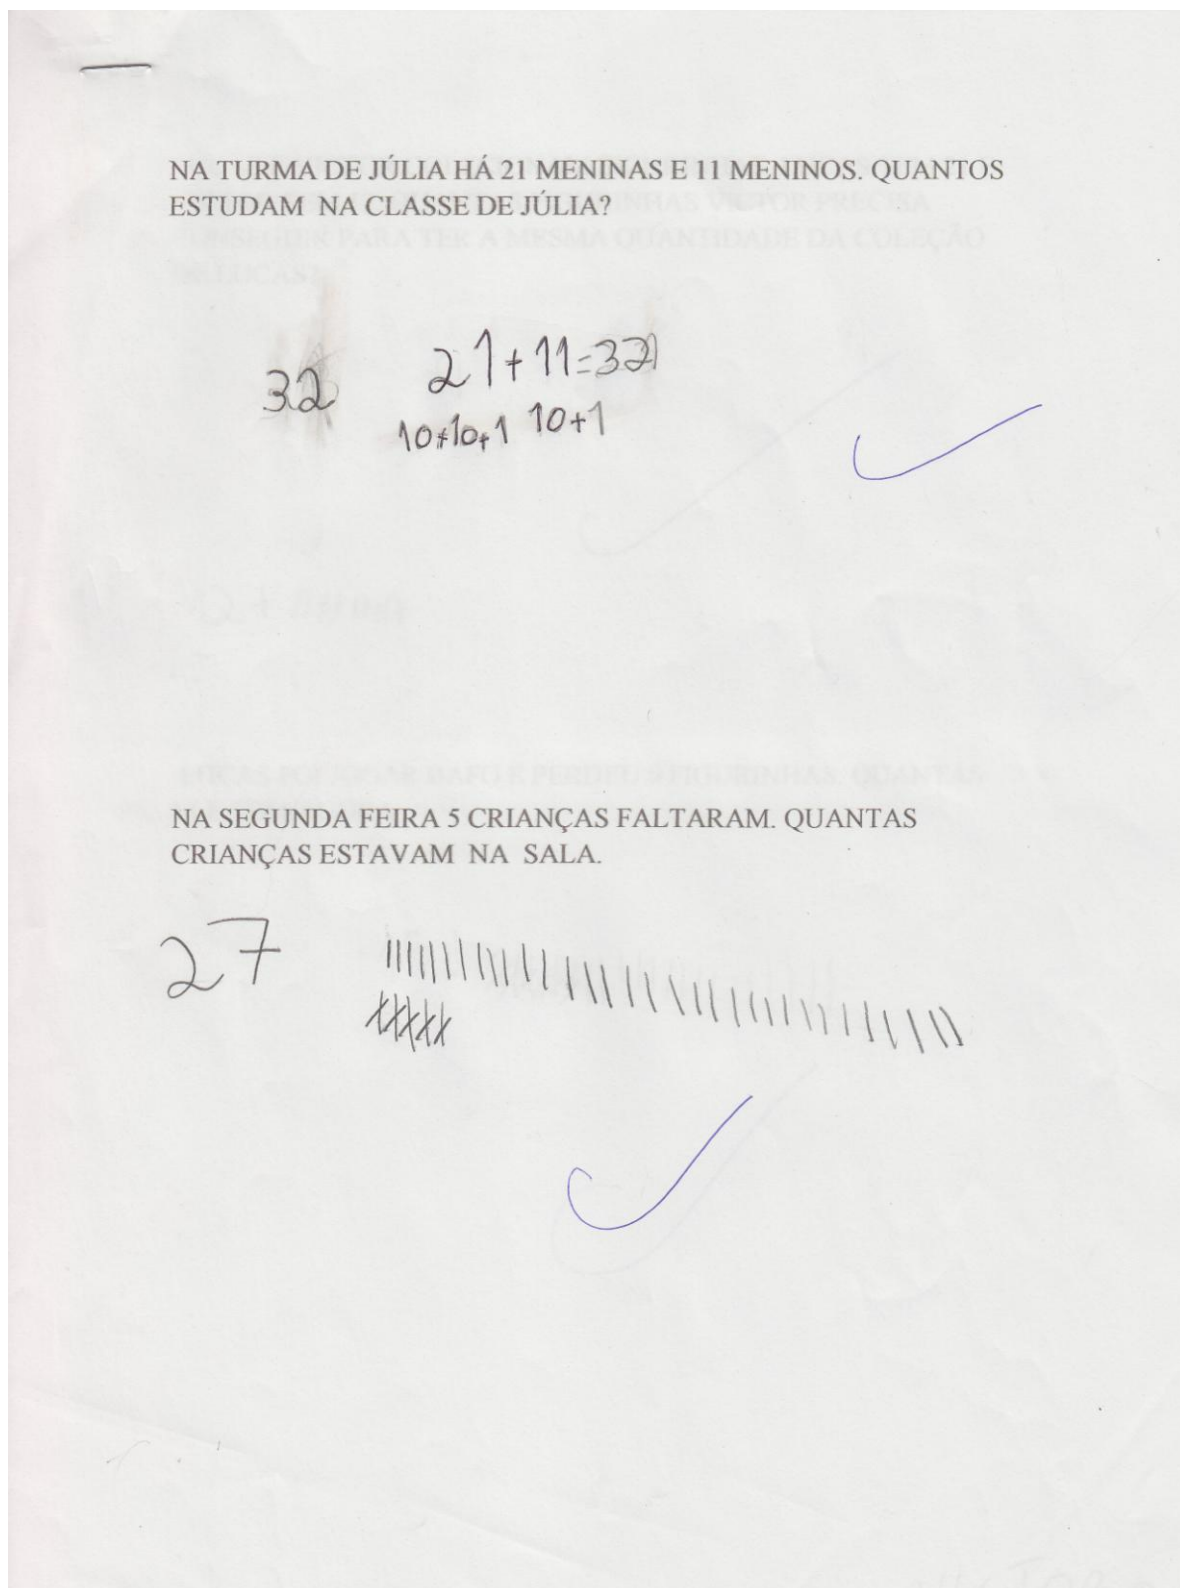 NA TURMA DE JÚLIA HÁ 21 MENINAS E 11 MENINOS. QUANTOS
ESTUDAM NA CLASSE DE JÚLIA?
32 21+11=32
10+10+1 10+1
NA SEGUNDA FEIRA 5 CRIANÇAS FALTARAM. QUANTAS
CRIANÇAS ESTAVAM NA SALA.
27